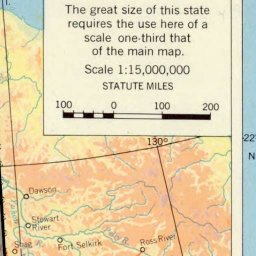 I.
The great size of this state
requires the use here of a
scale one-third that
of the main map.
Scale 1:15,000,000
STATUTE MILES
100 0 100 200
130°
22
N
Dawson
Stewart
River
Fort Selkirk
Ross River